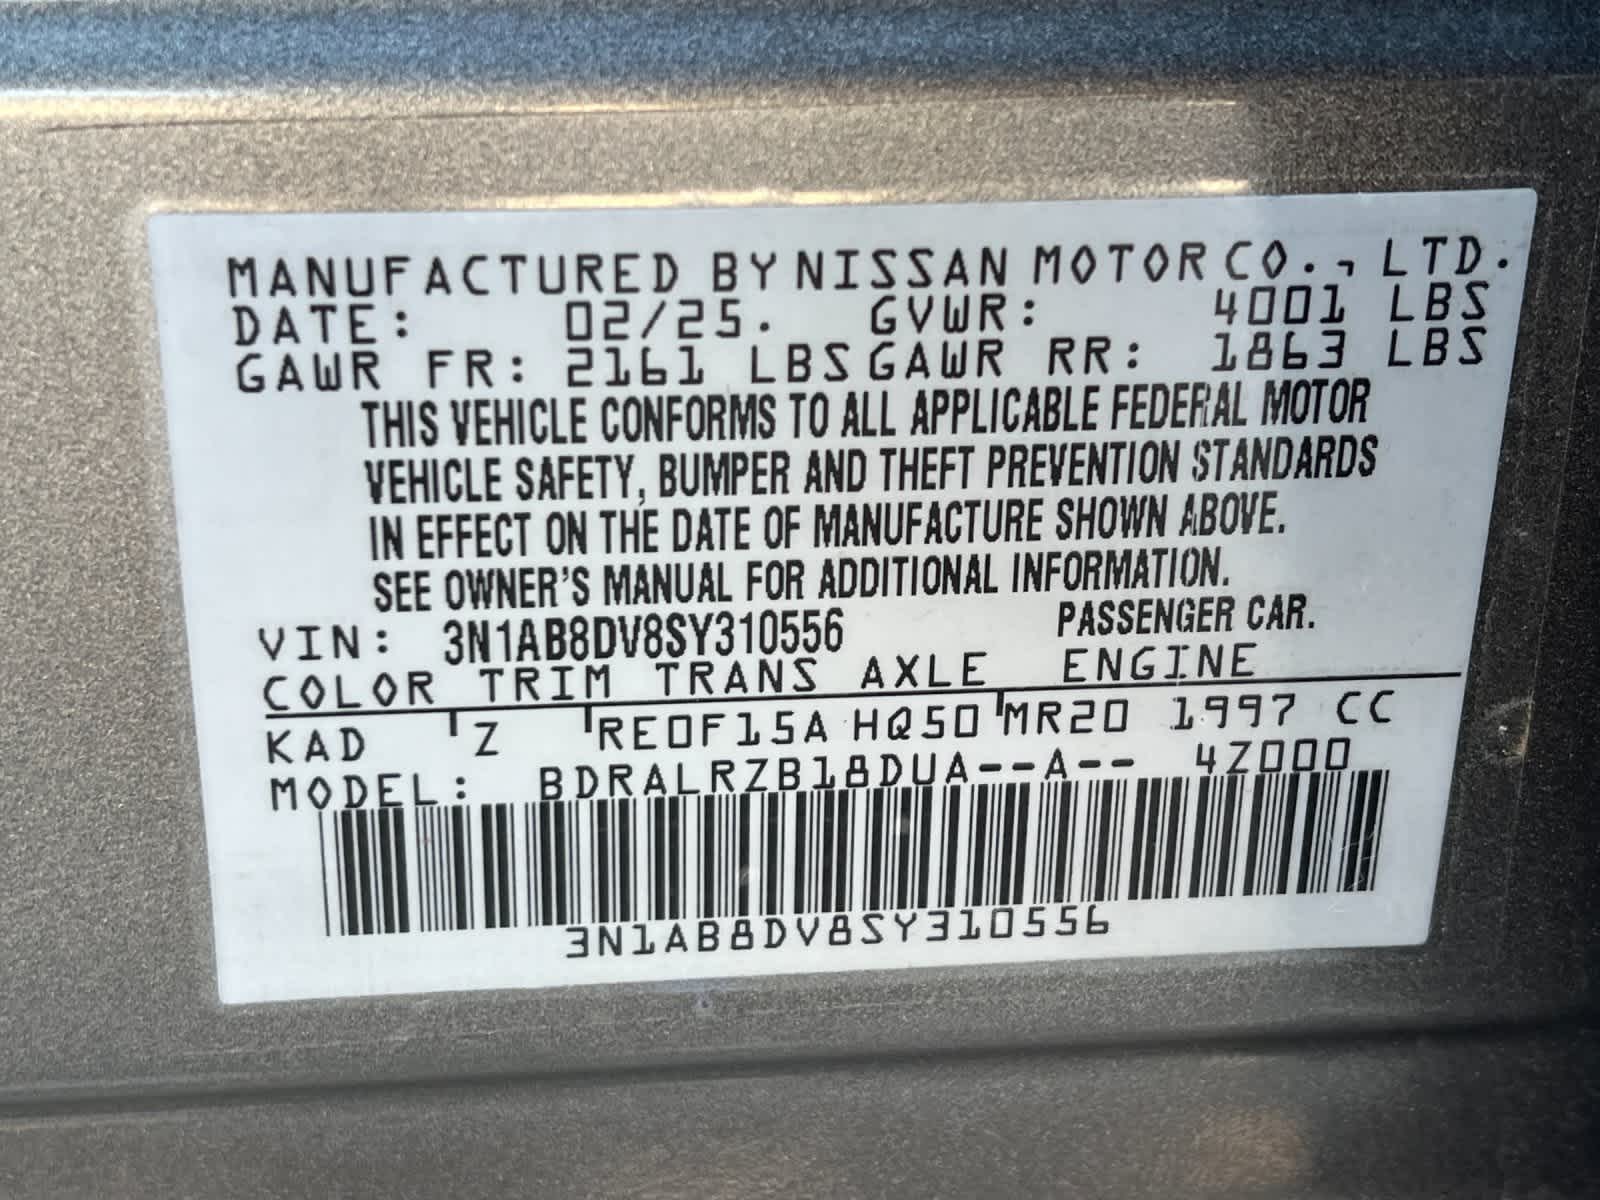 MANUFACTURED BY NISSAN MOTOR CO., LTD.
DATE: 02/25. GVWR: 4001 LBS
GAWR FR: 2161 LBS GAWR RR: 1863 LBS
THIS VEHICLE CONFORMS TO ALL APPLICABLE FEDERAL MOTOR
VEHICLE SAFETY, BUMPER AND THEFT PREVENTION STANDARDS
IN EFFECT ON THE DATE OF MANUFACTURE SHOWN ABOVE.
SEE OWNER'S MANUAL FOR ADDITIONAL INFORMATION.
VIN: 3N1AB8DV8SY310556 PASSENGER CAR.
COLOR TRIM TRANS AXLE ENGINE
KAD Z RE0F15A HQ50 MR20 1997 CC
MODEL: BDRALRZB18DUA--A-- 4Z000
3N1AB8DV8SY310556